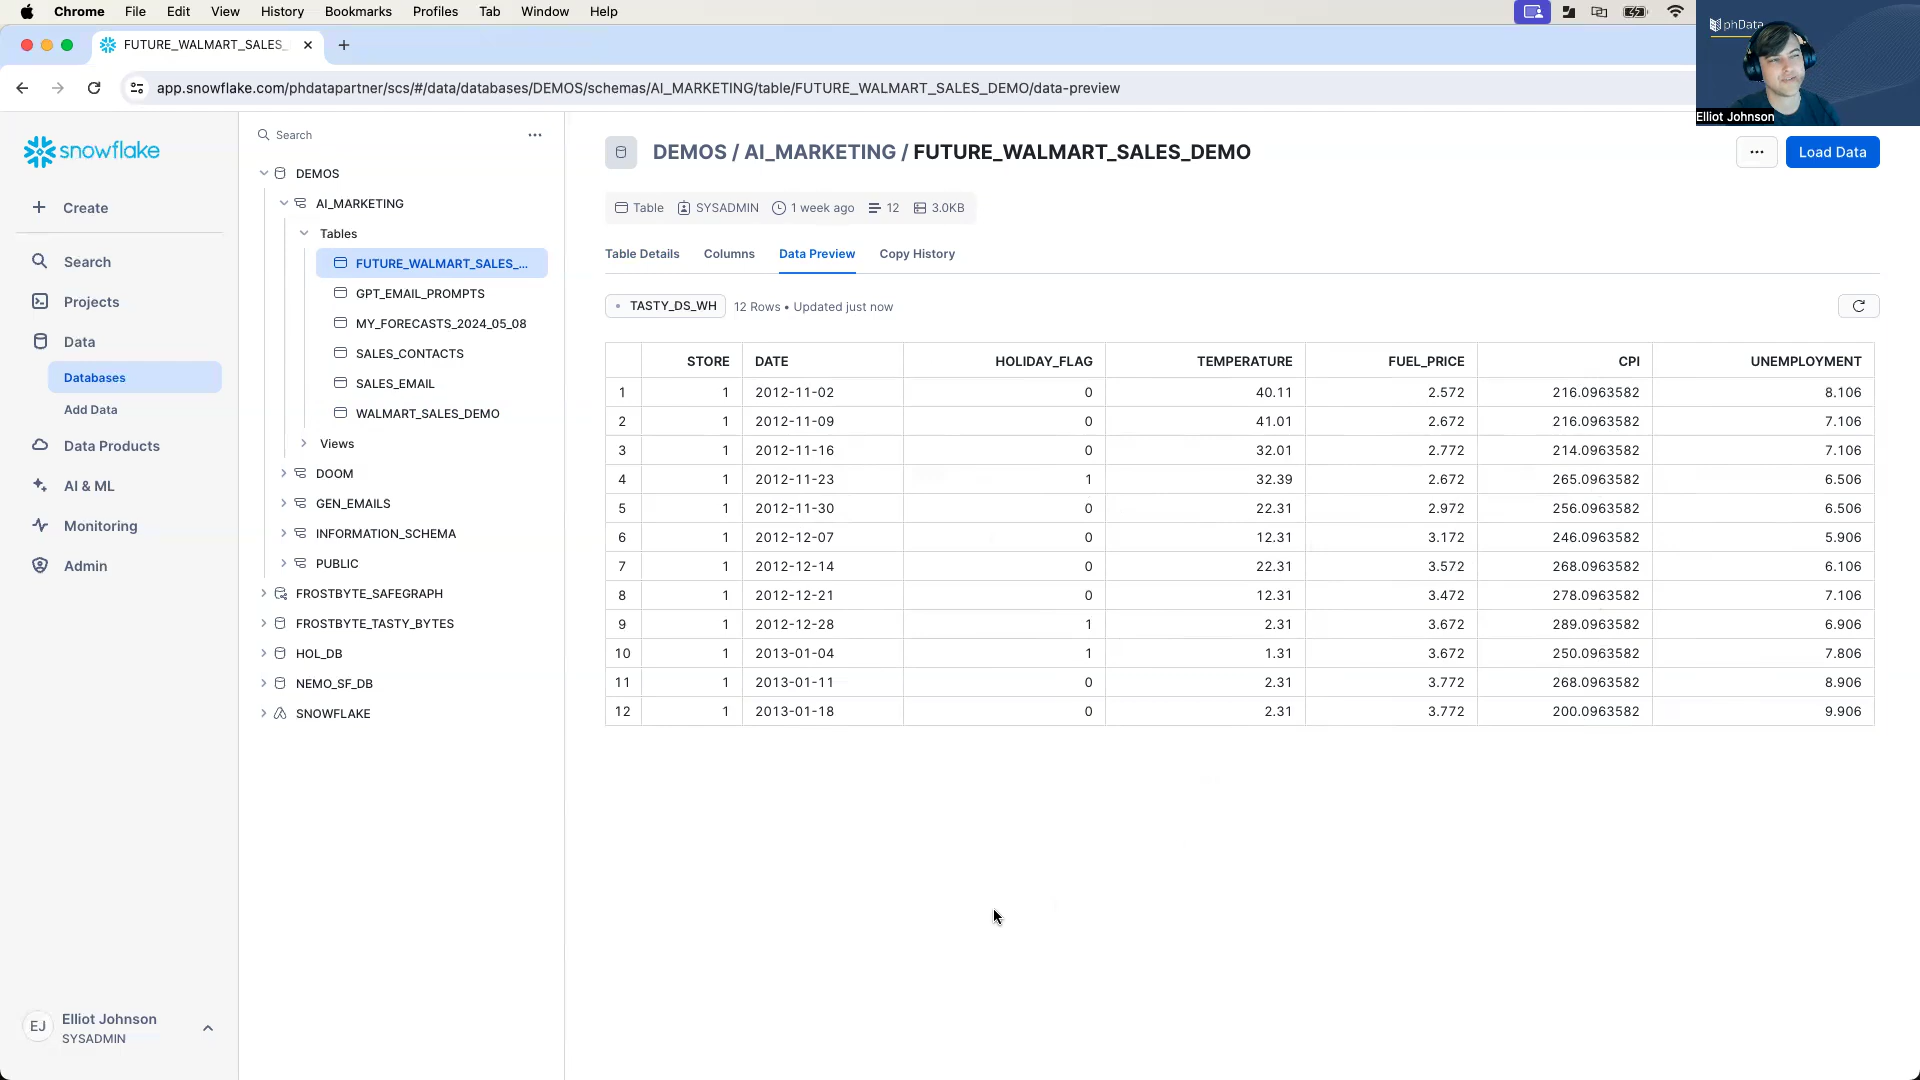 Chrome File Edit View History Bookmarks Profiles Tab Window Help
FUTURE_WALMART_SALES_
app.snowflake.com/phdatapartner/scs/#/data/databases/DEMOS/schemas/AI_MARKETING/table/FUTURE_WALMART_SALES_DEMO/data-preview
phData
Elliot Johnson
snowflake
Create
Search
Projects
Data
Databases
Add Data
Data Products
AI & ML
Monitoring
Admin
EJ
Elliot Johnson
SYSADMIN
Search
DEMOS
AI_MARKETING
Tables
FUTURE_WALMART_SALES_...
GPT_EMAIL_PROMPTS
MY_FORECASTS_2024_05_08
SALES_CONTACTS
SALES_EMAIL
WALMART_SALES_DEMO
Views
DOOM
GEN_EMAILS
INFORMATION_SCHEMA
PUBLIC
FROSTBYTE_SAFEGRAPH
FROSTBYTE_TASTY_BYTES
HOL_DB
NEMO_SF_DB
SNOWFLAKE
DEMOS / AI_MARKETING / FUTURE_WALMART_SALES_DEMO
Load Data
Table SYSADMIN 1 week ago 12 3.0KB
Table Details Columns Data Preview Copy History
TASTY_DS_WH 12 Rows • Updated just now
STORE DATE HOLIDAY_FLAG TEMPERATURE FUEL_PRICE CPI UNEMPLOYMENT
1 1 2012-11-02 0 40.11 2.572 216.0963582 8.106
2 1 2012-11-09 0 41.01 2.672 216.0963582 7.106
3 1 2012-11-16 0 32.01 2.772 214.0963582 7.106
4 1 2012-11-23 1 32.39 2.672 265.0963582 6.506
5 1 2012-11-30 0 22.31 2.972 256.0963582 6.506
6 1 2012-12-07 0 12.31 3.172 246.0963582 5.906
7 1 2012-12-14 0 22.31 3.572 268.0963582 6.106
8 1 2012-12-21 0 12.31 3.472 278.0963582 7.106
9 1 2012-12-28 1 2.31 3.672 289.0963582 6.906
10 1 2013-01-04 1 1.31 3.672 250.0963582 7.806
11 1 2013-01-11 0 2.31 3.772 268.0963582 8.906
12 1 2013-01-18 0 2.31 3.772 200.0963582 9.906